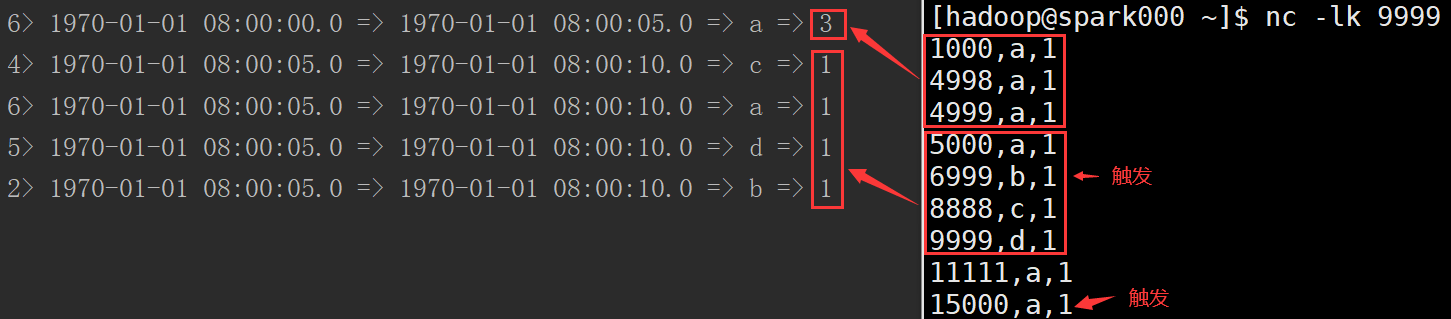 6> 1970-01-01 08:00:00.0 => 1970-01-01 08:00:05.0 => a => 3
4> 1970-01-01 08:00:05.0 => 1970-01-01 08:00:10.0 => c => 1
6> 1970-01-01 08:00:05.0 => 1970-01-01 08:00:10.0 => a => 1
5> 1970-01-01 08:00:05.0 => 1970-01-01 08:00:10.0 => d => 1
2> 1970-01-01 08:00:05.0 => 1970-01-01 08:00:10.0 => b => 1
[hadoop@spark000 ~]$ nc -lk 9999
1000,a,1
4998,a,1
4999,a,1
5000,a,1
6999,b,1 触发
8888,c,1
9999,d,1
11111,a,1
15000,a,1 触发